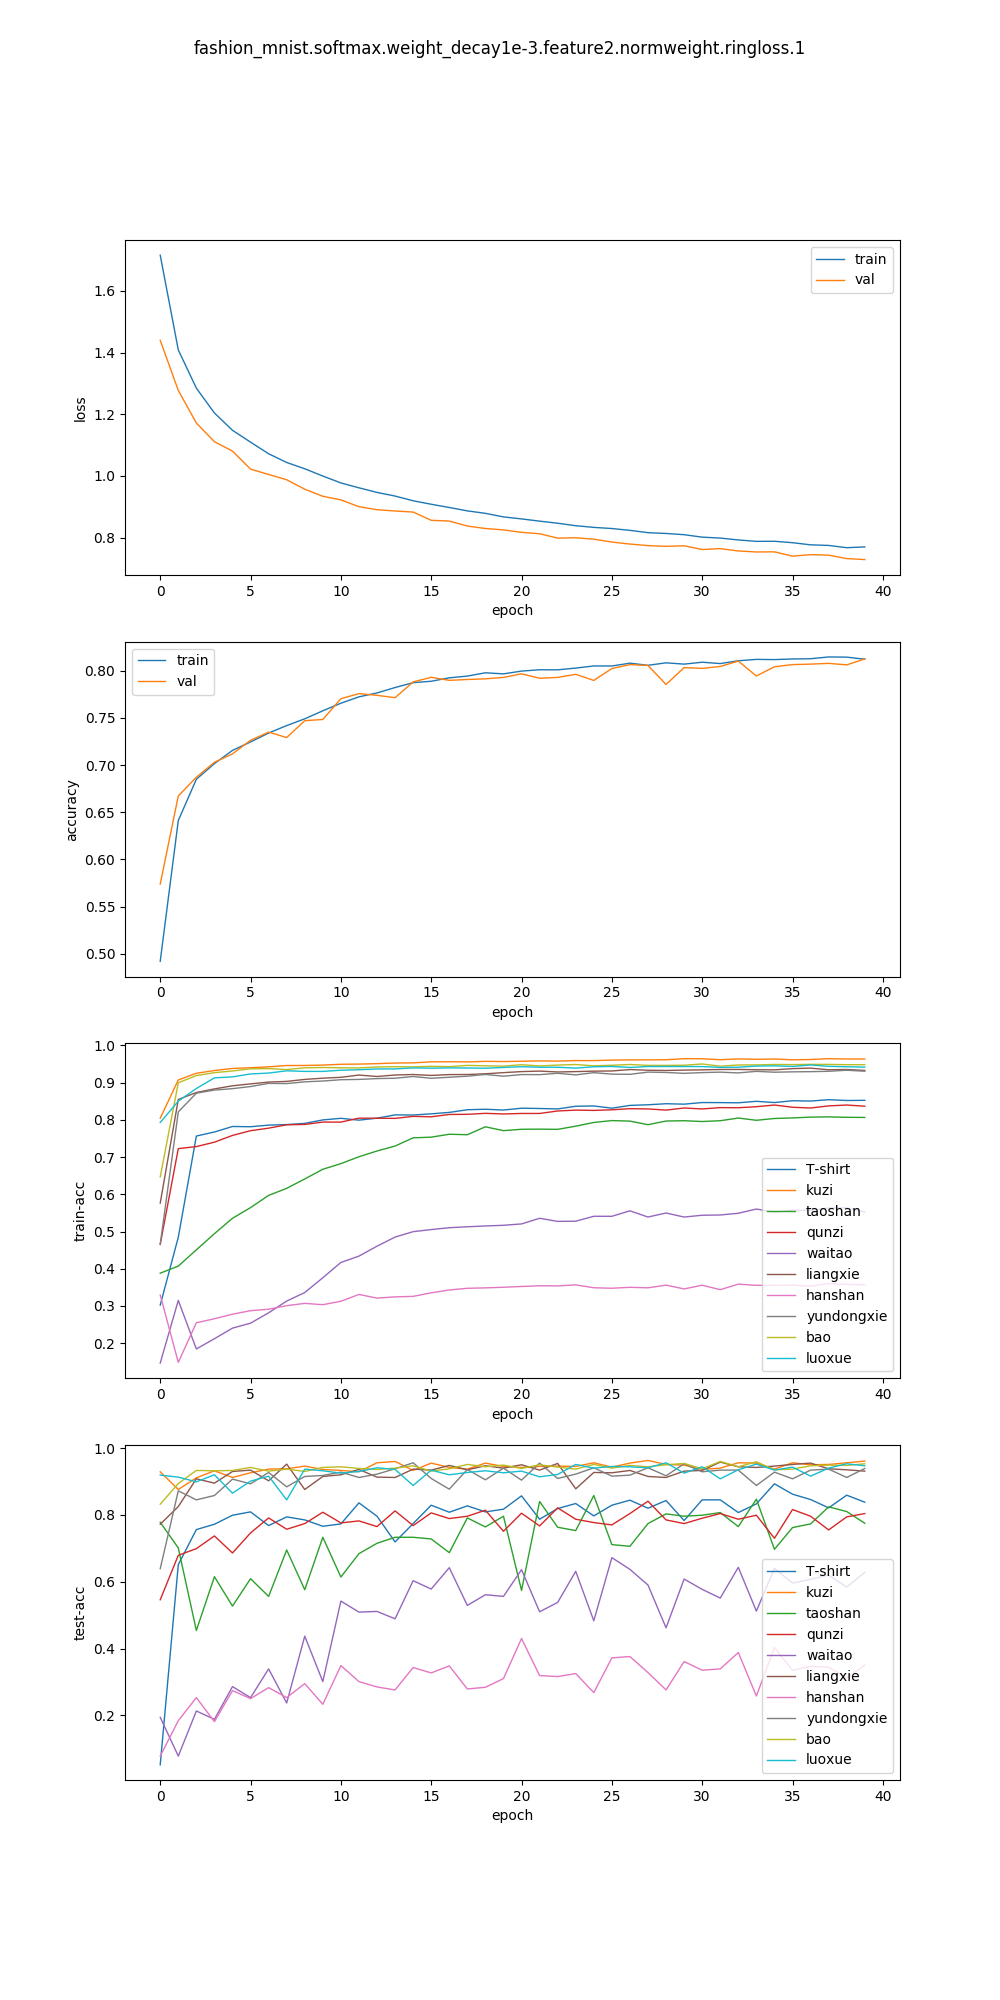 fashion_mnist.softmax.weight_decay1e-3.feature2.normweight.ringloss.1
train
val
1.6
1.4
1.2
1.0
0.8
loss
0 5 10 15 20 25 30 35 40
epoch
train
val
0.80
0.75
0.70
0.65
0.60
0.55
0.50
accuracy
0 5 10 15 20 25 30 35 40
epoch
1.0
0.9
0.8
0.7
0.6
0.5
0.4
0.3
0.2
train-acc
T-shirt
kuzi
taoshan
qunzi
waitao
liangxie
hanshan
yundongxie
bao
luoxue
0 5 10 15 20 25 30 35 40
epoch
1.0
0.8
0.6
0.4
0.2
test-acc
T-shirt
kuzi
taoshan
qunzi
waitao
liangxie
hanshan
yundongxie
bao
luoxue
0 5 10 15 20 25 30 35 40
epoch